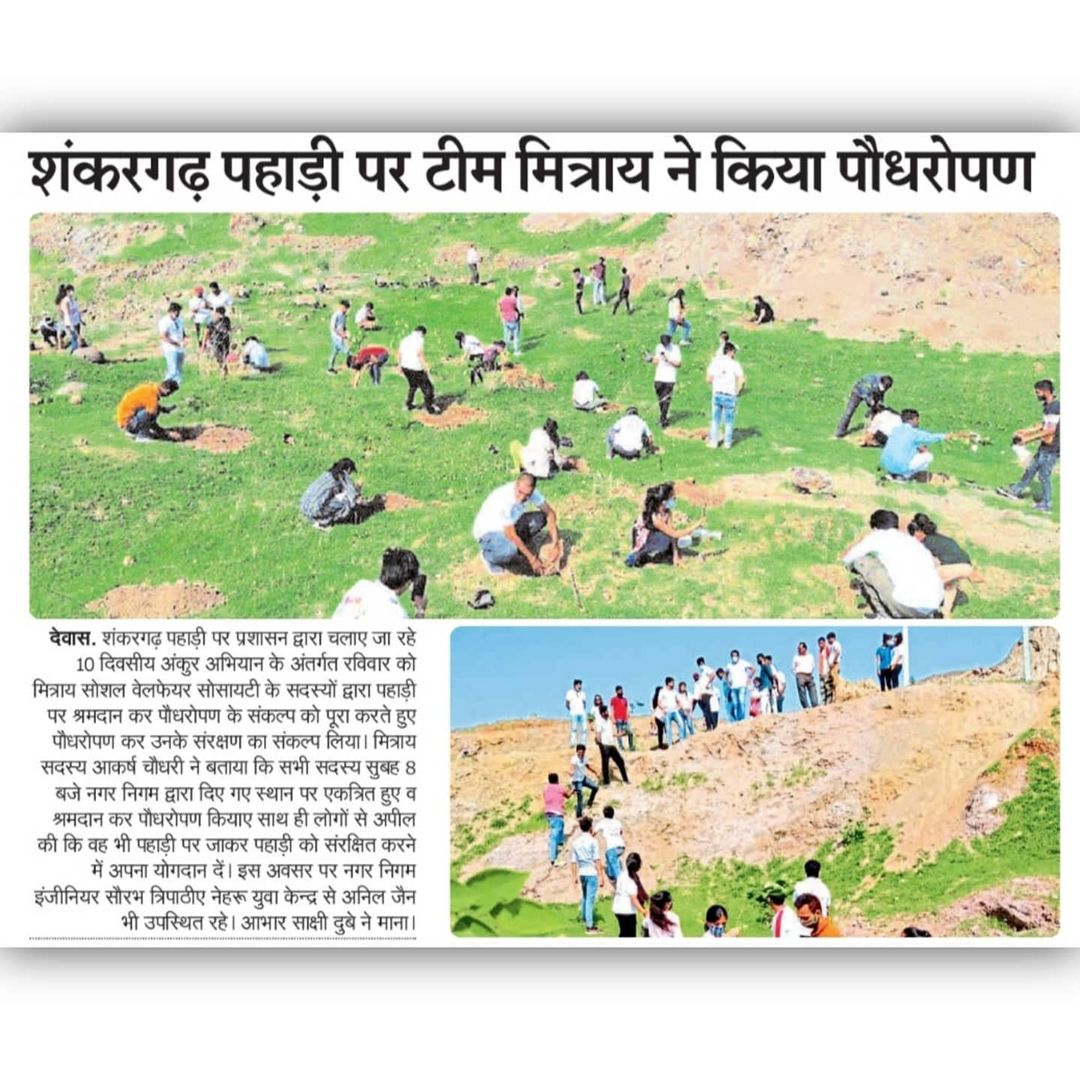 शंकरगढ़ पहाड़ी पर टीम मित्राय ने किया पौधरोपण
देवास. शंकरगढ़ पहाड़ी पर प्रशासन द्वारा चलाए जा रहे
10 दिवसीय अंकुर अभियान के अंतर्गत रविवार को
मित्राय सोशल वेलफेयर सोसायटी के सदस्यों द्वारा पहाड़ी
पर श्रमदान कर पौधरोपण के संकल्प को पूरा करते हुए
पौधरोपण कर उनके संरक्षण का संकल्प लिया। मित्राय
सदस्य आकर्ष चौधरी ने बताया कि सभी सदस्य सुबह 8
बजे नगर निगम द्वारा दिए गए स्थान पर एकत्रित हुए व
श्रमदान कर पौधरोपण कियाए साथ ही लोगों से अपील
की कि वह भी पहाड़ी पर जाकर पहाड़ी को संरक्षित करने
में अपना योगदान दें। इस अवसर पर नगर निगम
इंजीनियर सौरभ त्रिपाठीए नेहरू युवा केन्द्र से अनिल जैन
भी उपस्थित रहे। आभार साक्षी दुबे ने माना।